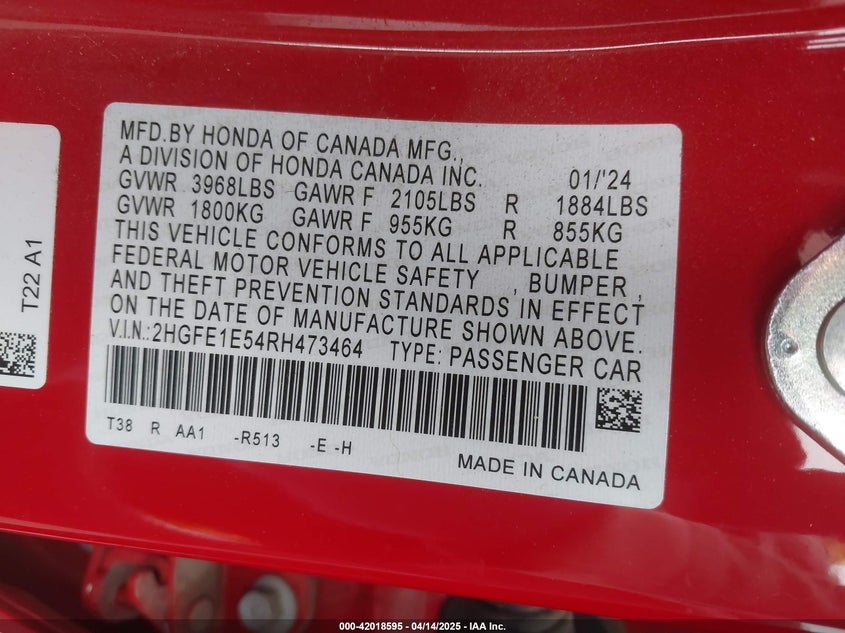 MFD.BY HONDA OF CANADA MFG.,
A DIVISION OF HONDA CANADA INC. 01/'24
GVWR 3968LBS GAWR F 2105LBS R 1884LBS
GVWR 1800KG GAWR F 955KG R 855KG
THIS VEHICLE CONFORMS TO ALL APPLICABLE
FEDERAL MOTOR VEHICLE SAFETY , BUMPER ,
AND THEFT PREVENTION STANDARDS IN EFFECT
ON THE DATE OF MANUFACTURE SHOWN ABOVE.
V.I.N.:2HGFE1E54RH473464 TYPE: PASSENGER CAR
T38 R AA1 -R513 -E -H
MADE IN CANADA
T22 A1
000-42018595 - 04/14/2025 - IAA Inc.